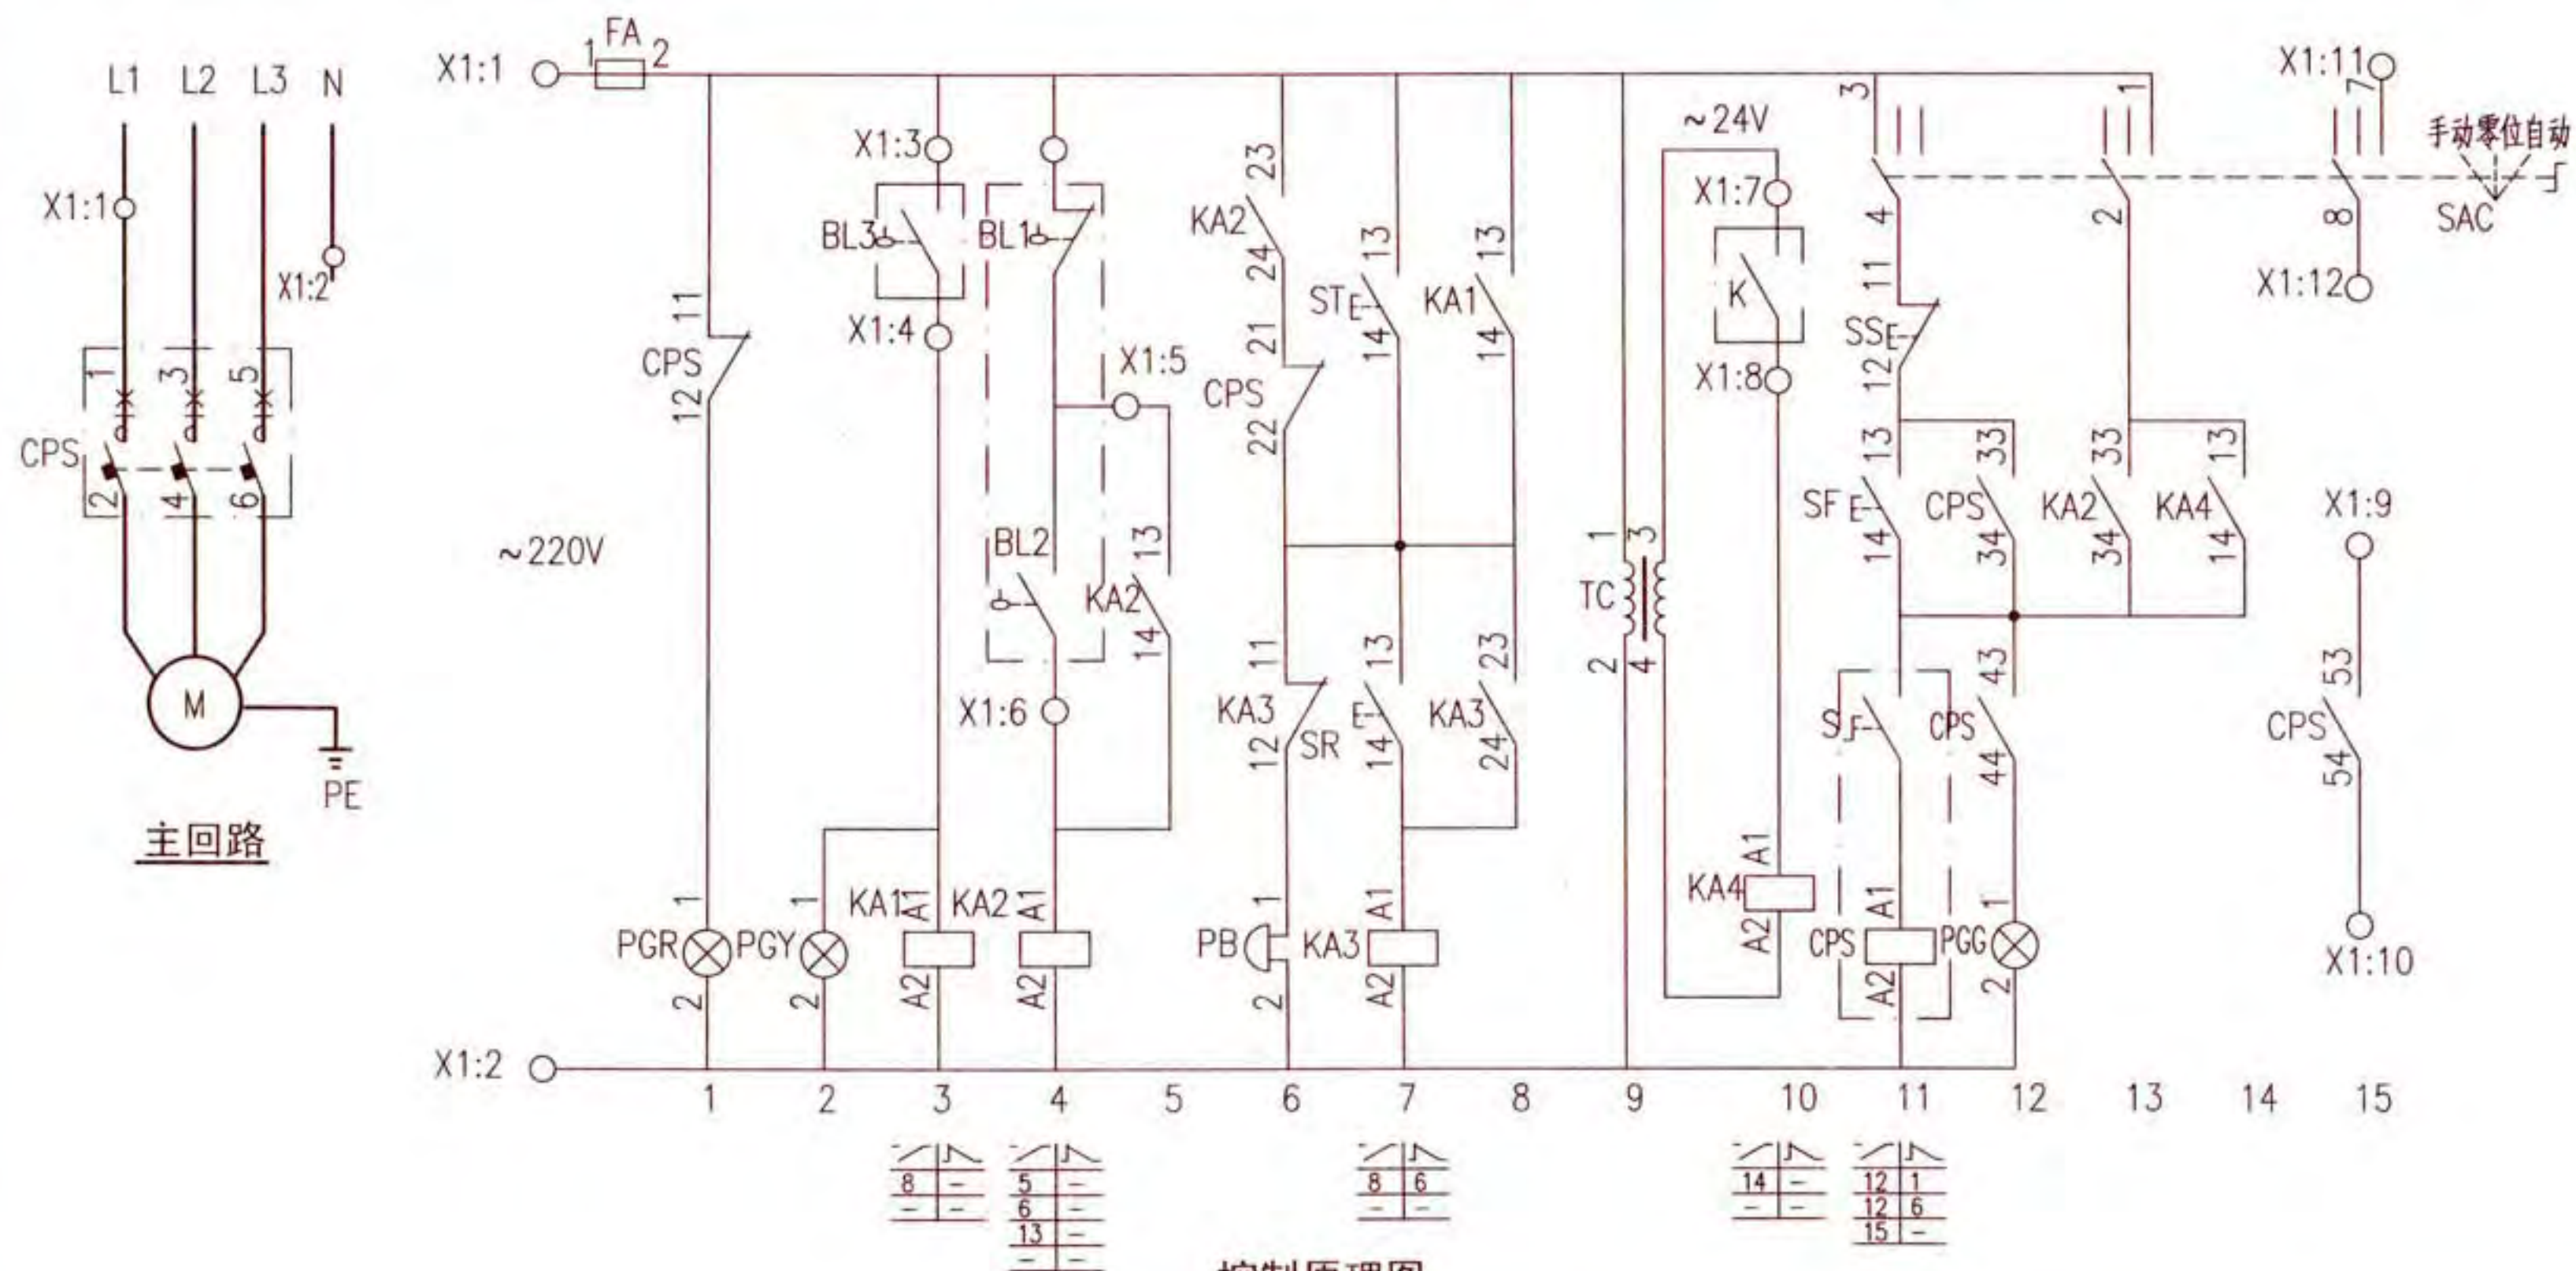 L1 L2 L3 N
X1:1
X1:2
1 3 5
CPS
2 4 6
M
PE
主回路
X1:1
1 FA 2
~220V
X1:2
11
CPS
12
PGR
1
2
PGY
1
2
X1:3
BL3
X1:4
KA1
A1
A2
BL1
X1:5
BL2
X1:6
KA2
A1
A2
13
KA2
14
23
KA2
24
21
CPS
22
11
KA3
12
PB
1
2
13
ST
E
14
13
SR
E
14
KA3
A1
A2
13
KA1
14
23
KA3
24
1
3
TC
2
4
~24V
X1:7
K
X1:8
KA4
A1
A2
3
4
11
SS
E
12
13
SF
E
14
S
CPS
A1
A2
33
CPS
34
43
CPS
44
PGG
1
2
1
2
33
KA2
34
13
KA4
14
X1:11
7
8
X1:12
手动零位自动
SAC
X1:9
53
CPS
54
X1:10
1 2 3 4 5 6 7 8 9 10 11 12 13 14 15
8 -
- -
5 -
6 -
13 -
- -
8 6
- -
14 -
- -
12 1
12 6
15 -
控制原理图